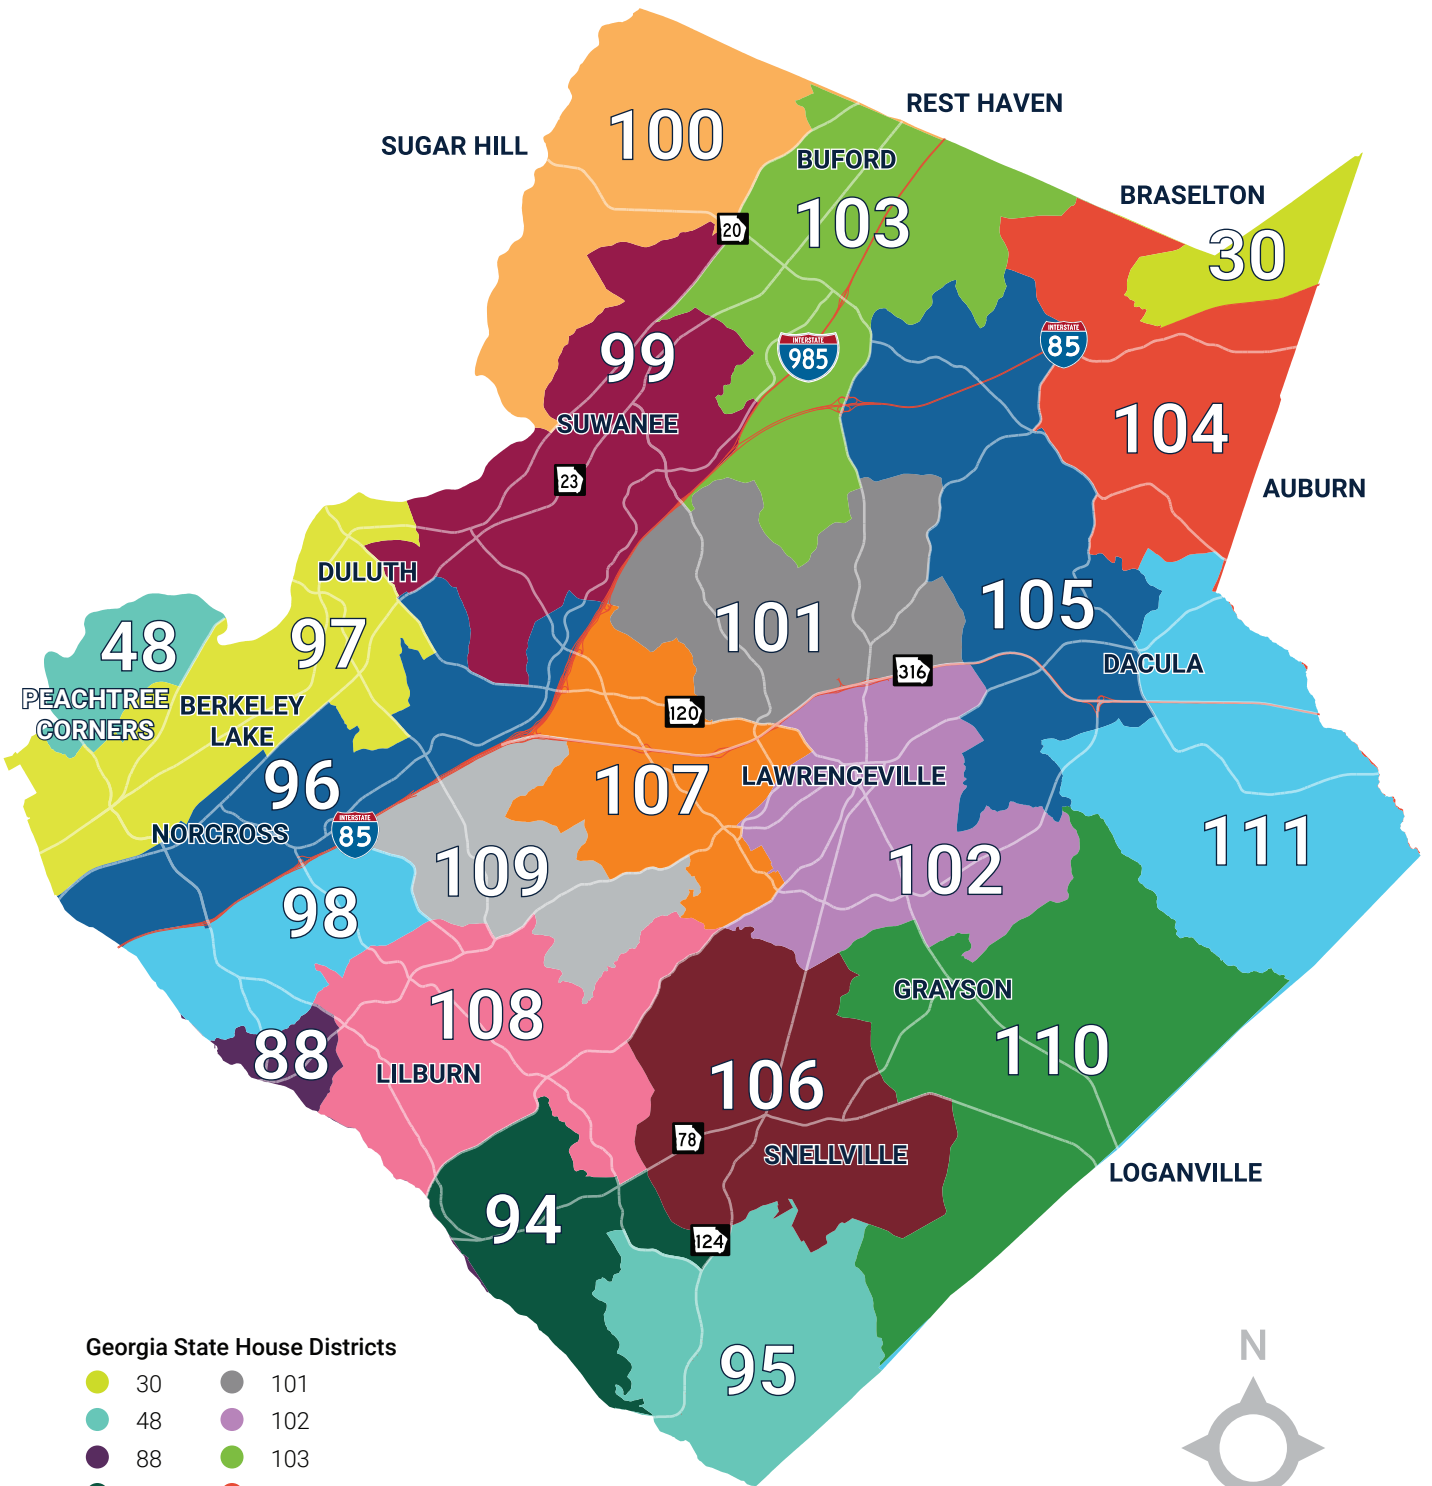 REST HAVEN
100
SUGAR HILL
BUFORD
BRASELTON
103
20
30
INTERSTATE
85
99
INTERSTATE
985
104
SUWANEE
23
AUBURN
DULUTH
105
101
48
97
DACULA
316
PEACHTREE
CORNERS
BERKELEY
LAKE
120
LAWRENCEVILLE
96
107
NORCROSS
INTERSTATE
85
111
109
102
98
GRAYSON
108
88
110
LILBURN
106
78
SNELLVILLE
LOGANVILLE
94
124
95
Georgia State House Districts
30
101
48
102
88
103
N